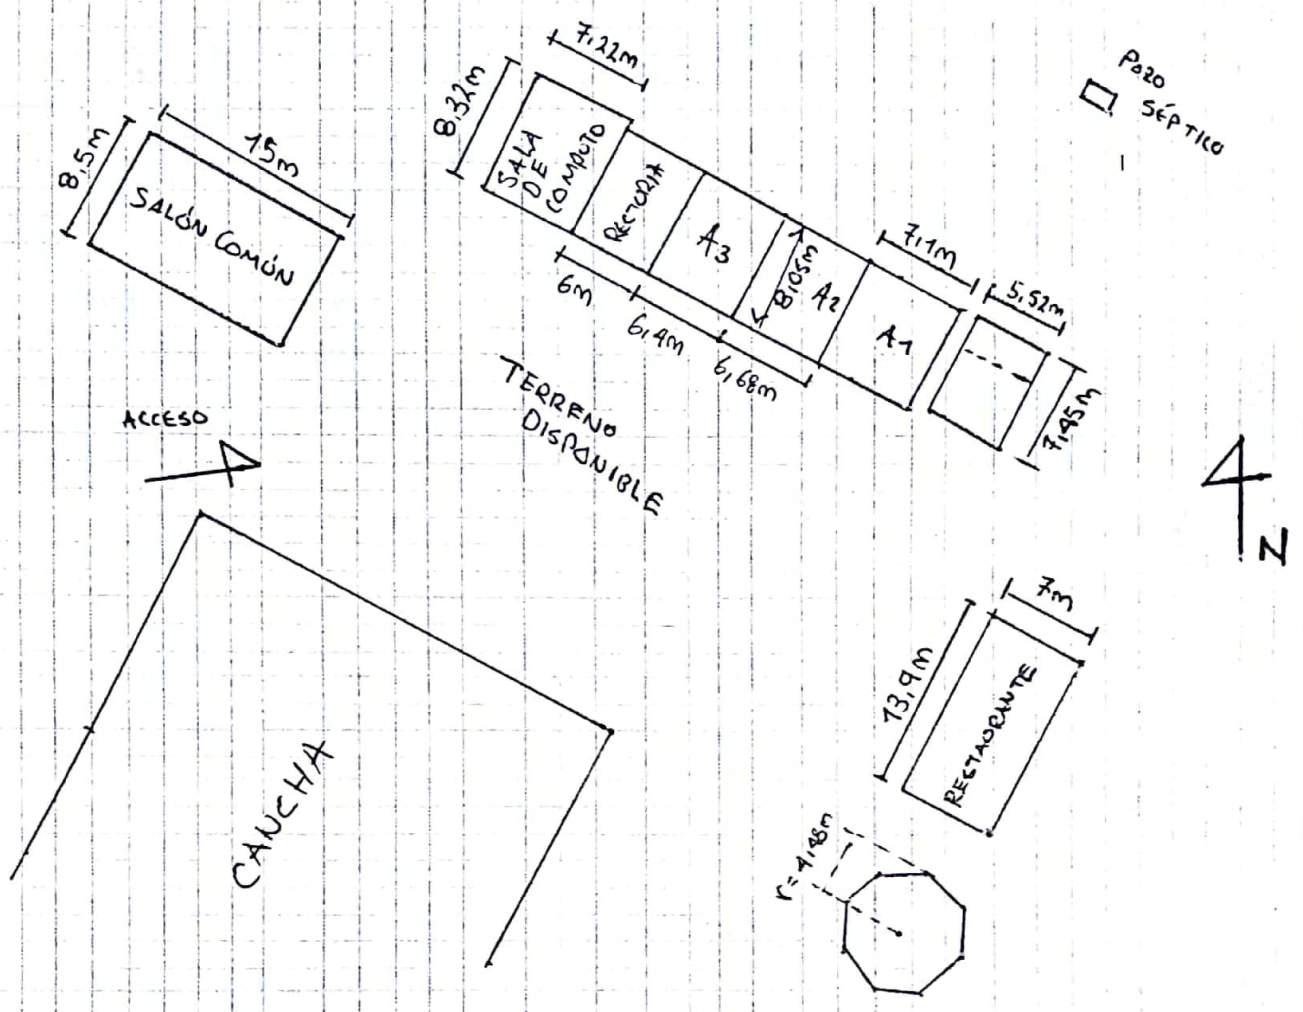 7,22m
8,32m
SALA
DE
COMPUTO
RECTORIA
A3
8,05m
A2
A1
7,1m
5,52m
7,45m
6m
6,4m
6,68m
POZO
SÉPTICO
15m
8,5m
SALÓN COMÚN
ACCESO
TERRENO
DISPONIBLE
N
CANCHA
7m
13,9m
RESTAURANTE
r=4,48m